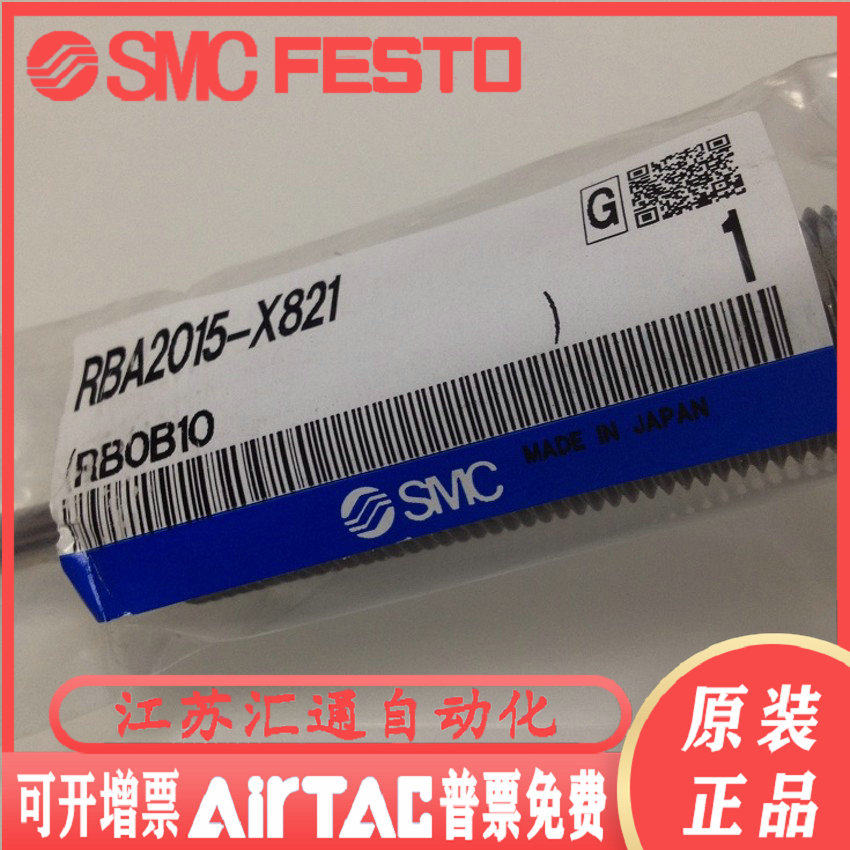 SMC FESTO
G
1
RBA2015-X821
RB0B10
MADE IN JAPAN
SMC
江苏汇通自动化
原装
正品
可开增票 AirTAC 普票免费